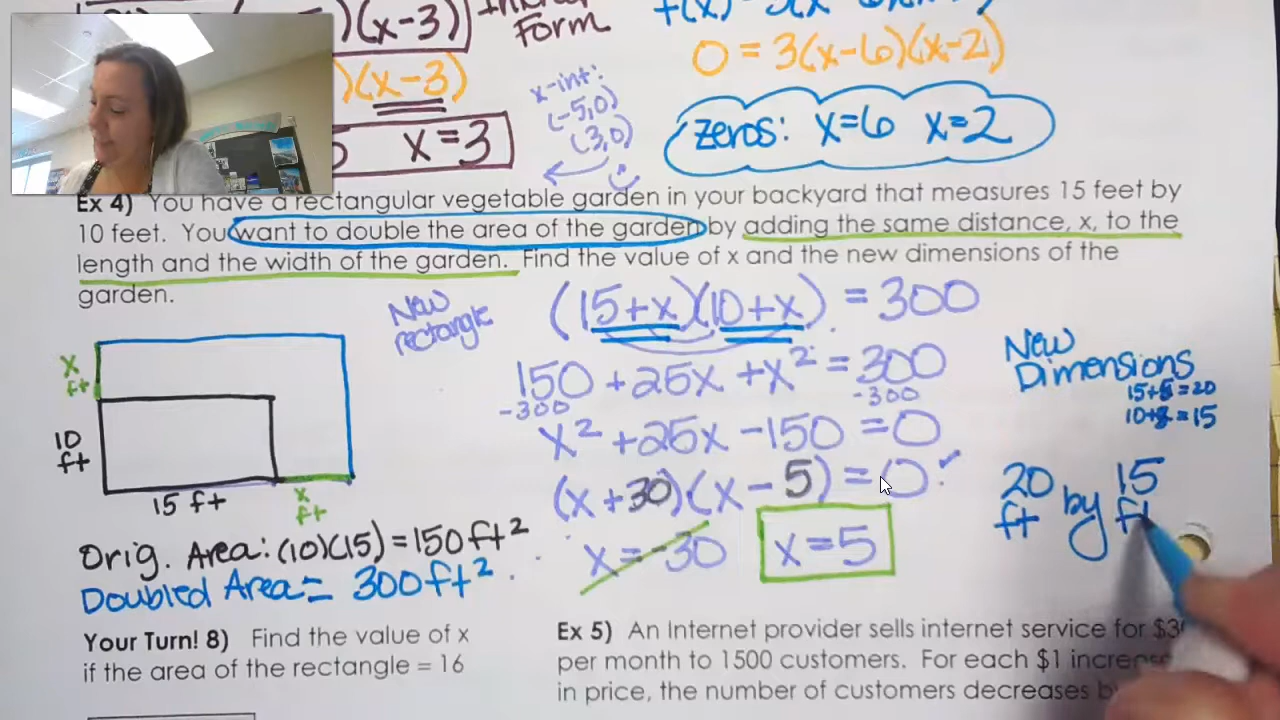 )(x-3)
Form
)(x-3)
x=3
x-int:
(-5,0)
(3,0)
0 = 3(x-6)(x-2)
zeros: x=6 x=2
Ex 4) You have a rectangular vegetable garden in your backyard that measures 15 feet by
10 feet. You want to double the area of the garden by adding the same distance, x, to the
length and the width of the garden. Find the value of x and the new dimensions of the
garden.
x
ft
10
ft
15 ft
x
ft
Orig. Area: (10)(15) = 150 ft²
Doubled Area = 300 ft²
New
rectangle
(15+x)(10+x) = 300
150 + 25x + x² = 300
-300 -300
x² + 25x - 150 = 0
(x + 30)(x - 5) = 0 ✓
x = -30 x = 5
New
Dimensions
15+5=20
10+5=15
20 ft by 15 ft
Your Turn! 8) Find the value of x
if the area of the rectangle = 16
Ex 5) An Internet provider sells internet service for
per month to 1500 customers. For each $1
in price, the number of customers decreases